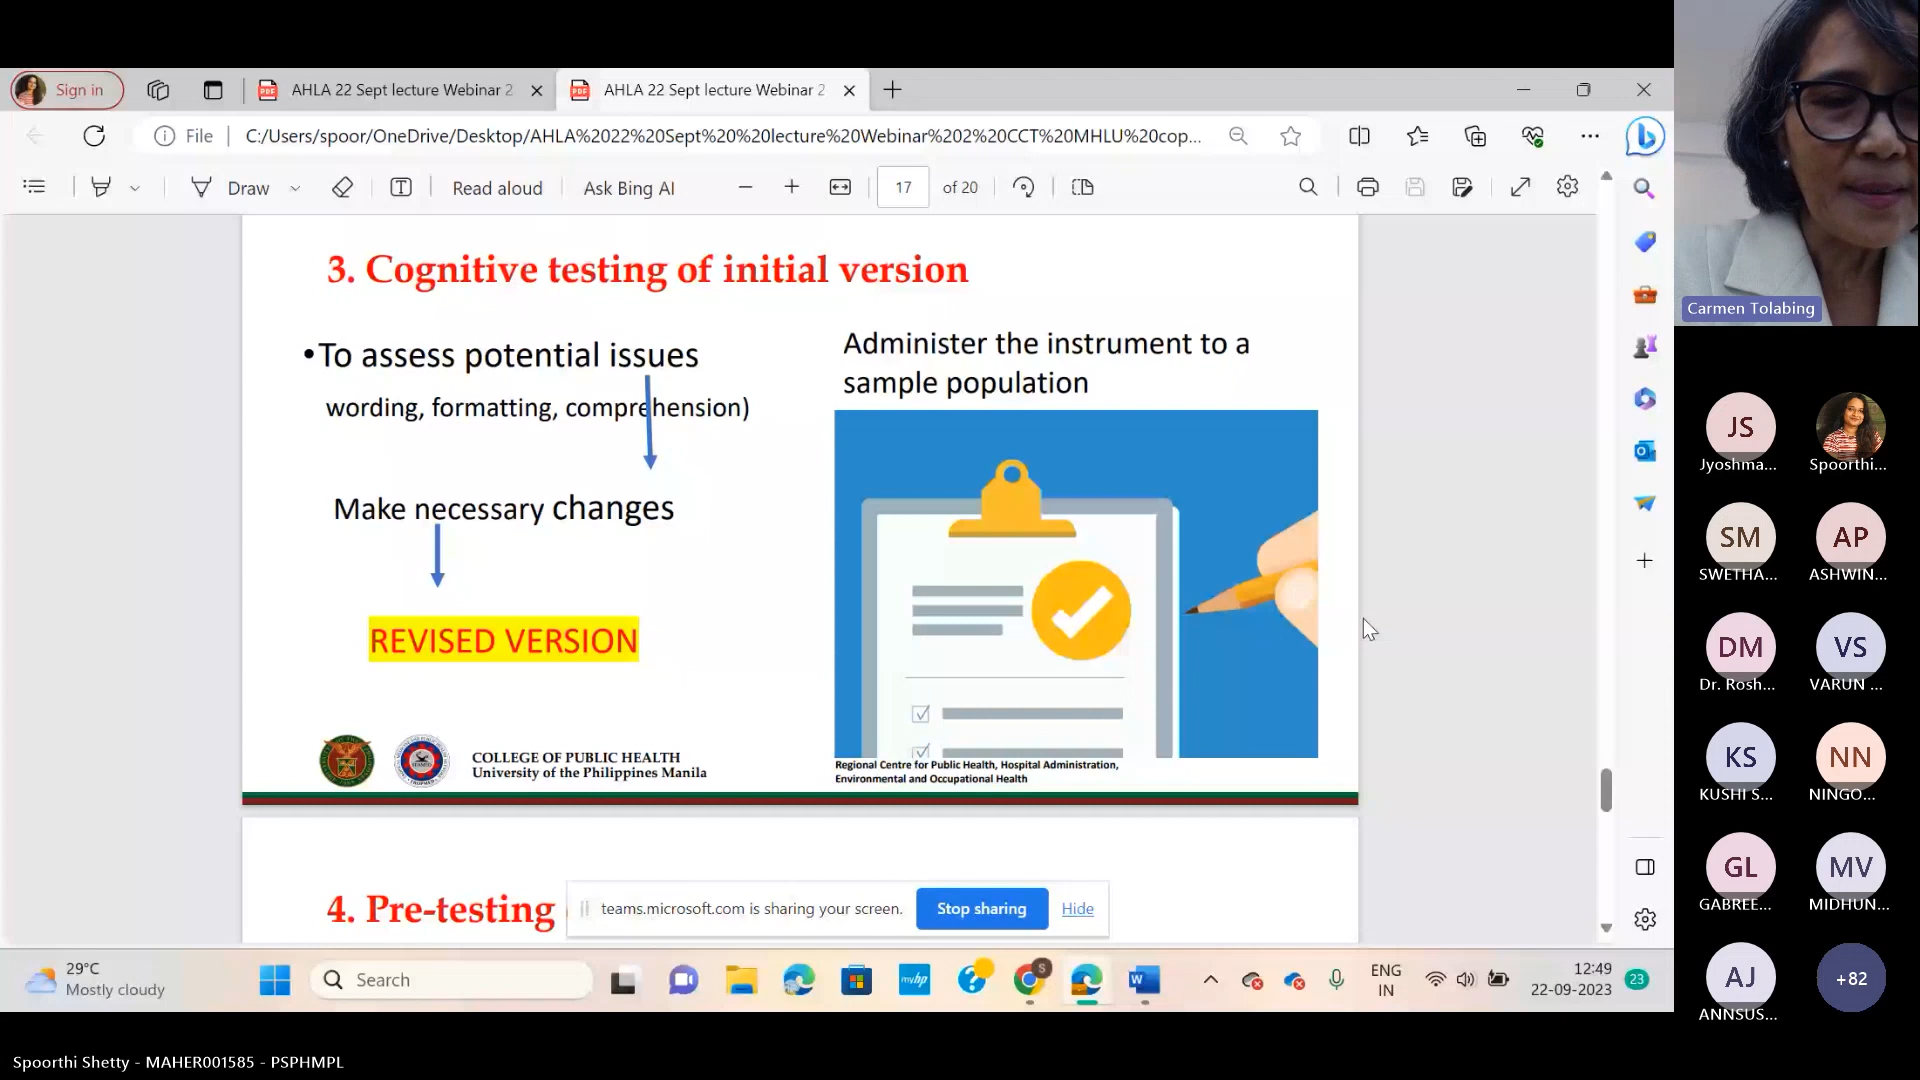 Sign in
AHLA 22 Sept lecture Webinar 2
AHLA 22 Sept lecture Webinar 2
File
C:/Users/spoor/OneDrive/Desktop/AHLA%2022%20Sept%20%20lecture%20Webinar%202%20CCT%20MHLU%20cop...
Draw
Read aloud
Ask Bing AI
17
of 20
3. Cognitive testing of initial version
•To assess potential issues
wording, formatting, comprehension)
Make necessary changes
REVISED VERSION
Administer the instrument to a
sample population
COLLEGE OF PUBLIC HEALTH
University of the Philippines Manila
Regional Centre for Public Health, Hospital Administration,
Environmental and Occupational Health
4. Pre-testing
teams.microsoft.com is sharing your screen.
Stop sharing
Hide
29°C
Mostly cloudy
Search
myhp
S
ENG
IN
12:49
22-09-2023
23
Carmen Tolabing
JS
Jyoshma...
Spoorthi...
SM
SWETHA...
AP
ASHWIN...
DM
Dr. Rosh...
VS
VARUN ...
KS
KUSHI S...
NN
NINGO...
GL
GABREE...
MV
MIDHUN...
AJ
ANNSUS...
+82
Spoorthi Shetty - MAHER001585 - PSPHMPL